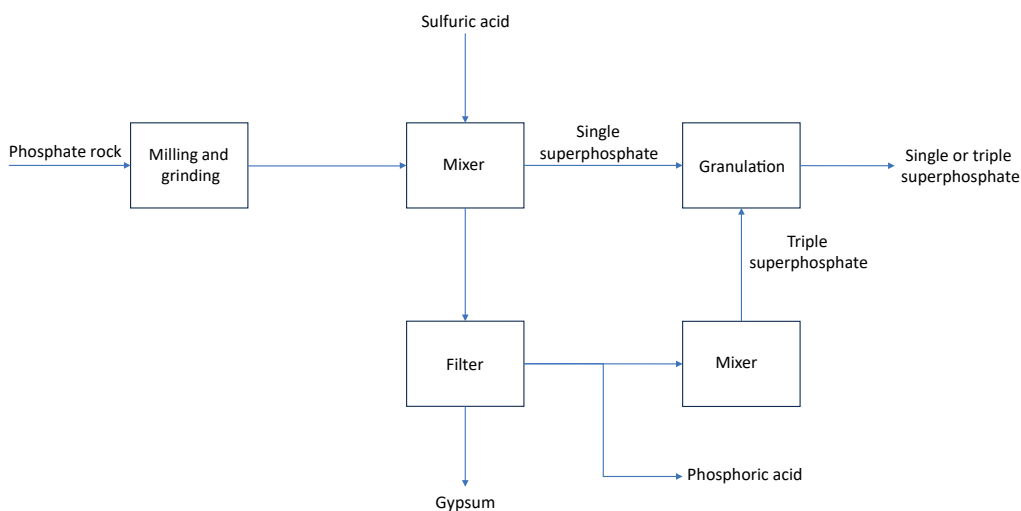 Sulfuric acid
Phosphate rock
Milling and
grinding
Mixer
Single
superphosphate
Granulation
Single or triple
superphosphate
Triple
superphosphate
Filter
Mixer
Phosphoric acid
Gypsum